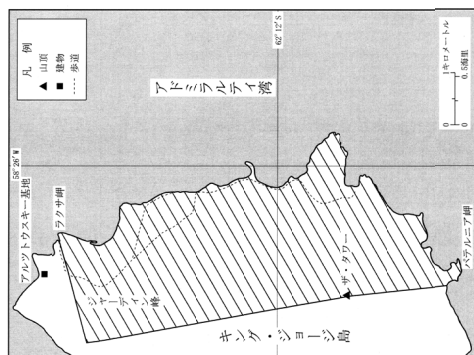 凡　例
▲ 山頂
■ 建物
---- 歩道
58°26′W
62°12′S
アドミラルティ湾
アルツトウスキー基地
ラクサ岬
ジャーディン峰
キング・ジョージ島
ザ・タワー
パテルニア岬
0 1キロメートル
0 0.5海里